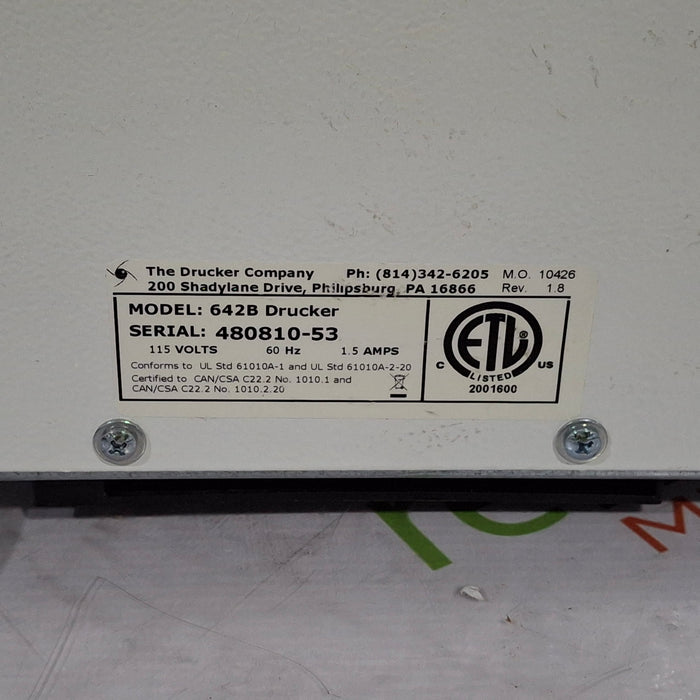 The Drucker Company Ph: (814)342-6205 M.O. 10426
200 Shadylane Drive, Philipsburg, PA 16866 Rev. 1.8
MODEL: 642B Drucker
SERIAL: 480810-53
115 VOLTS 60 Hz 1.5 AMPS
Conforms to UL Std 61010A-1 and UL Std 61010A-2-20
Certified to CAN/CSA C22.2 No. 1010.1 and
CAN/CSA C22.2 No. 1010.2.20
ETL
C US
LISTED
2001600